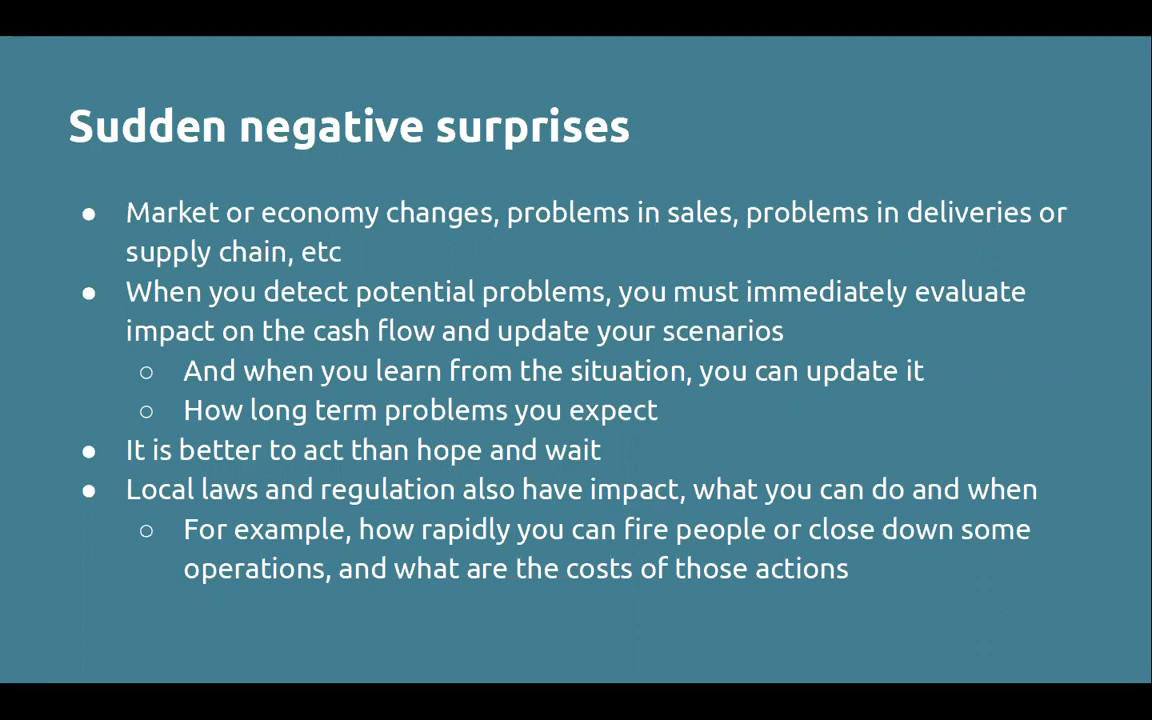 Sudden negative surprises
● Market or economy changes, problems in sales, problems in deliveries or
supply chain, etc
● When you detect potential problems, you must immediately evaluate
impact on the cash flow and update your scenarios
○ And when you learn from the situation, you can update it
○ How long term problems you expect
● It is better to act than hope and wait
● Local laws and regulation also have impact, what you can do and when
○ For example, how rapidly you can fire people or close down some
operations, and what are the costs of those actions